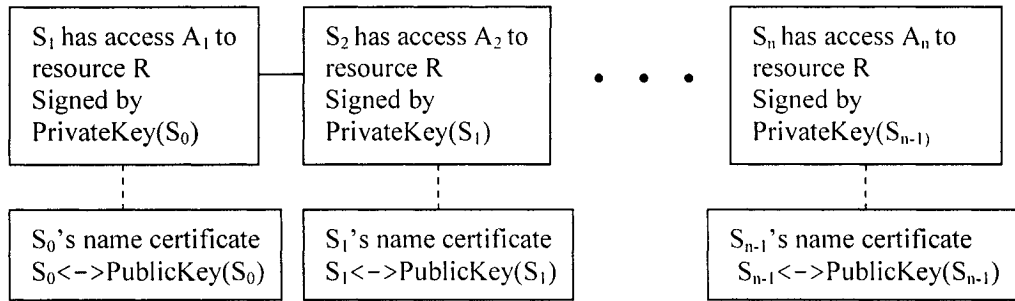 S₁ has access A₁ to
resource R
Signed by
PrivateKey(S₀)
S₂ has access A₂ to
resource R
Signed by
PrivateKey(S₁)
• • •
Sₙ has access Aₙ to
resource R
Signed by
PrivateKey(Sₙ₋₁)
S₀'s name certificate
S₀<->PublicKey(S₀)
S₁'s name certificate
S₁<->PublicKey(S₁)
Sₙ₋₁'s name certificate
Sₙ₋₁<->PublicKey(Sₙ₋₁)